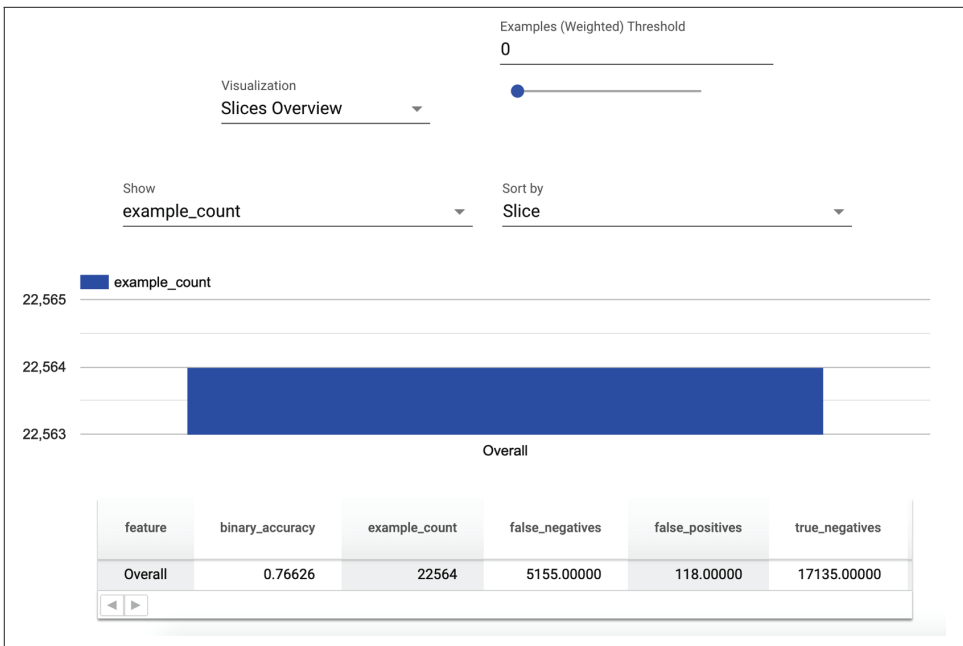 Examples (Weighted) Threshold
0
Visualization
Slices Overview
Show
example_count
Sort by
Slice
example_count
22,565
22,564
22,563
Overall
feature binary_accuracy example_count false_negatives false_positives true_negatives
Overall 0.76626 22564 5155.00000 118.00000 17135.00000